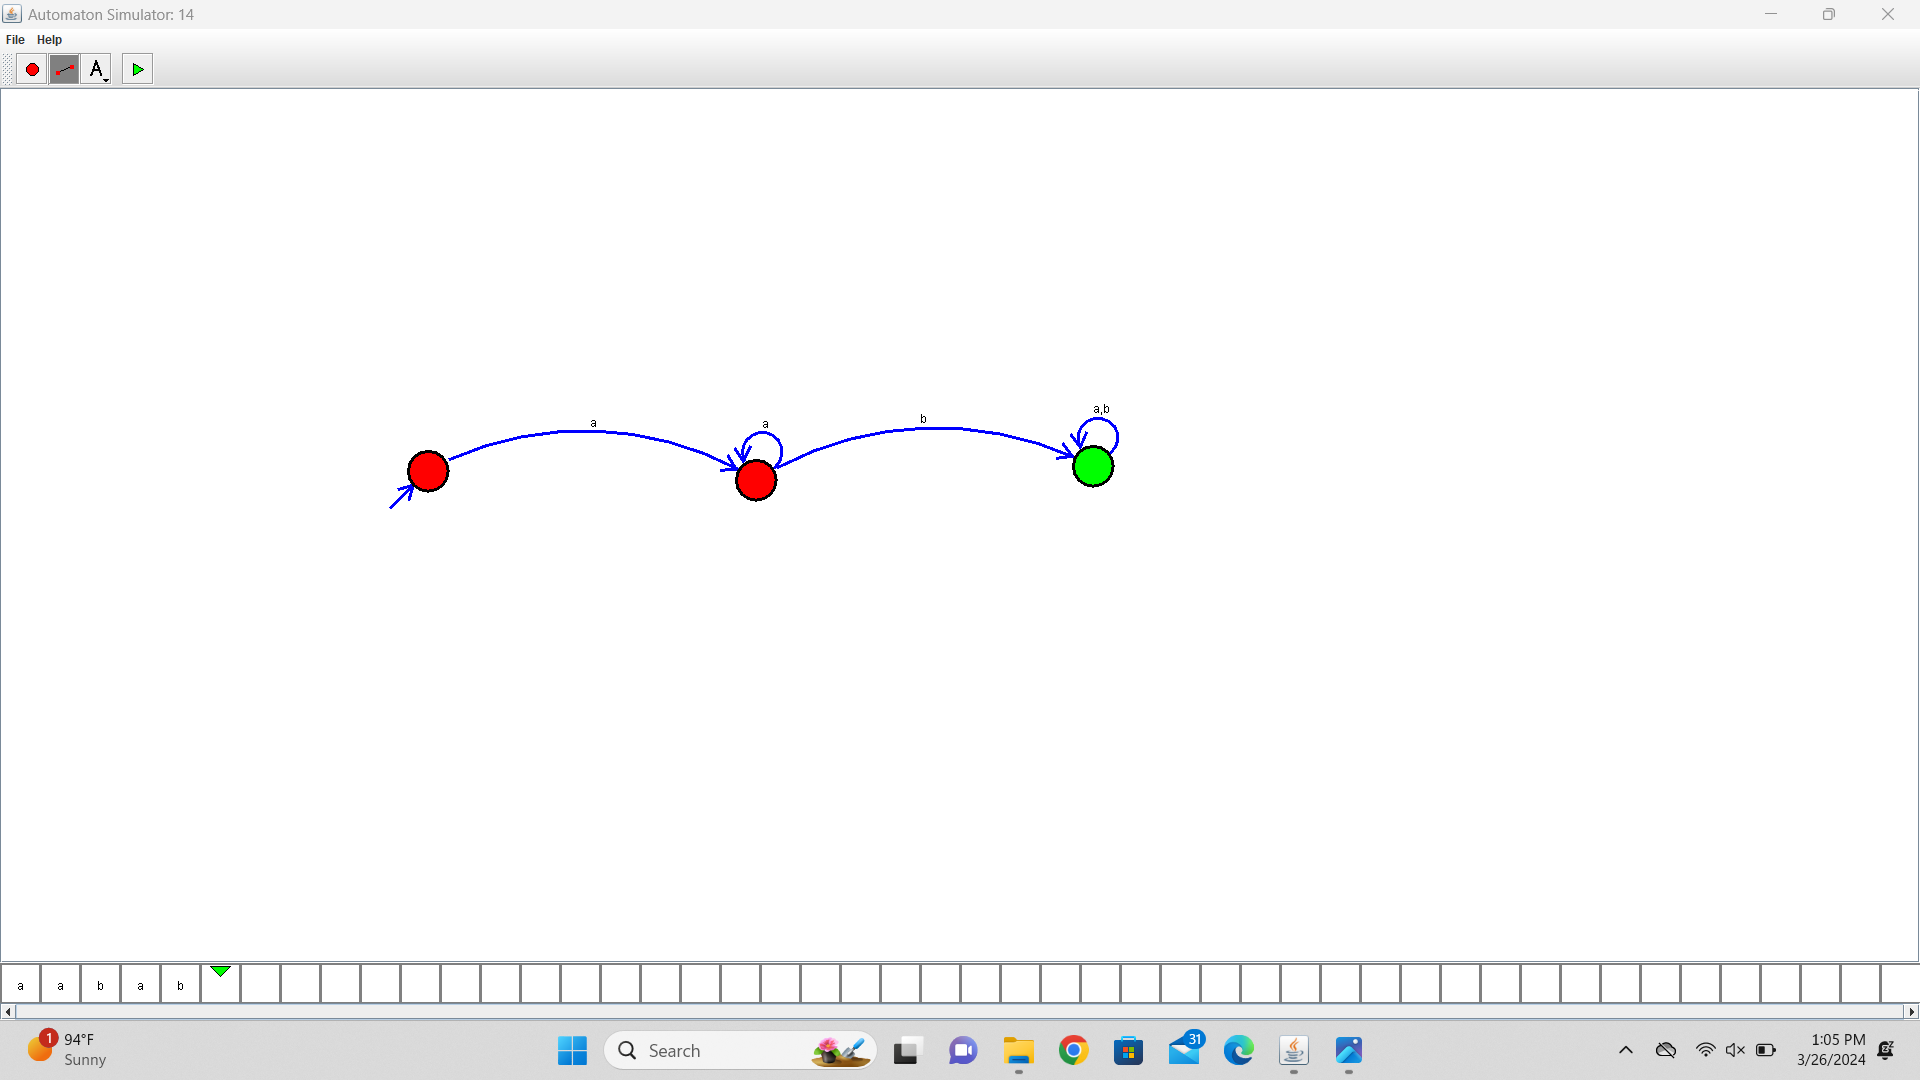 Automaton Simulator: 14
File Help
A
a
a
b
a,b
a a b a b
1
94°F
Sunny
Search
31
1:05 PM
3/26/2024